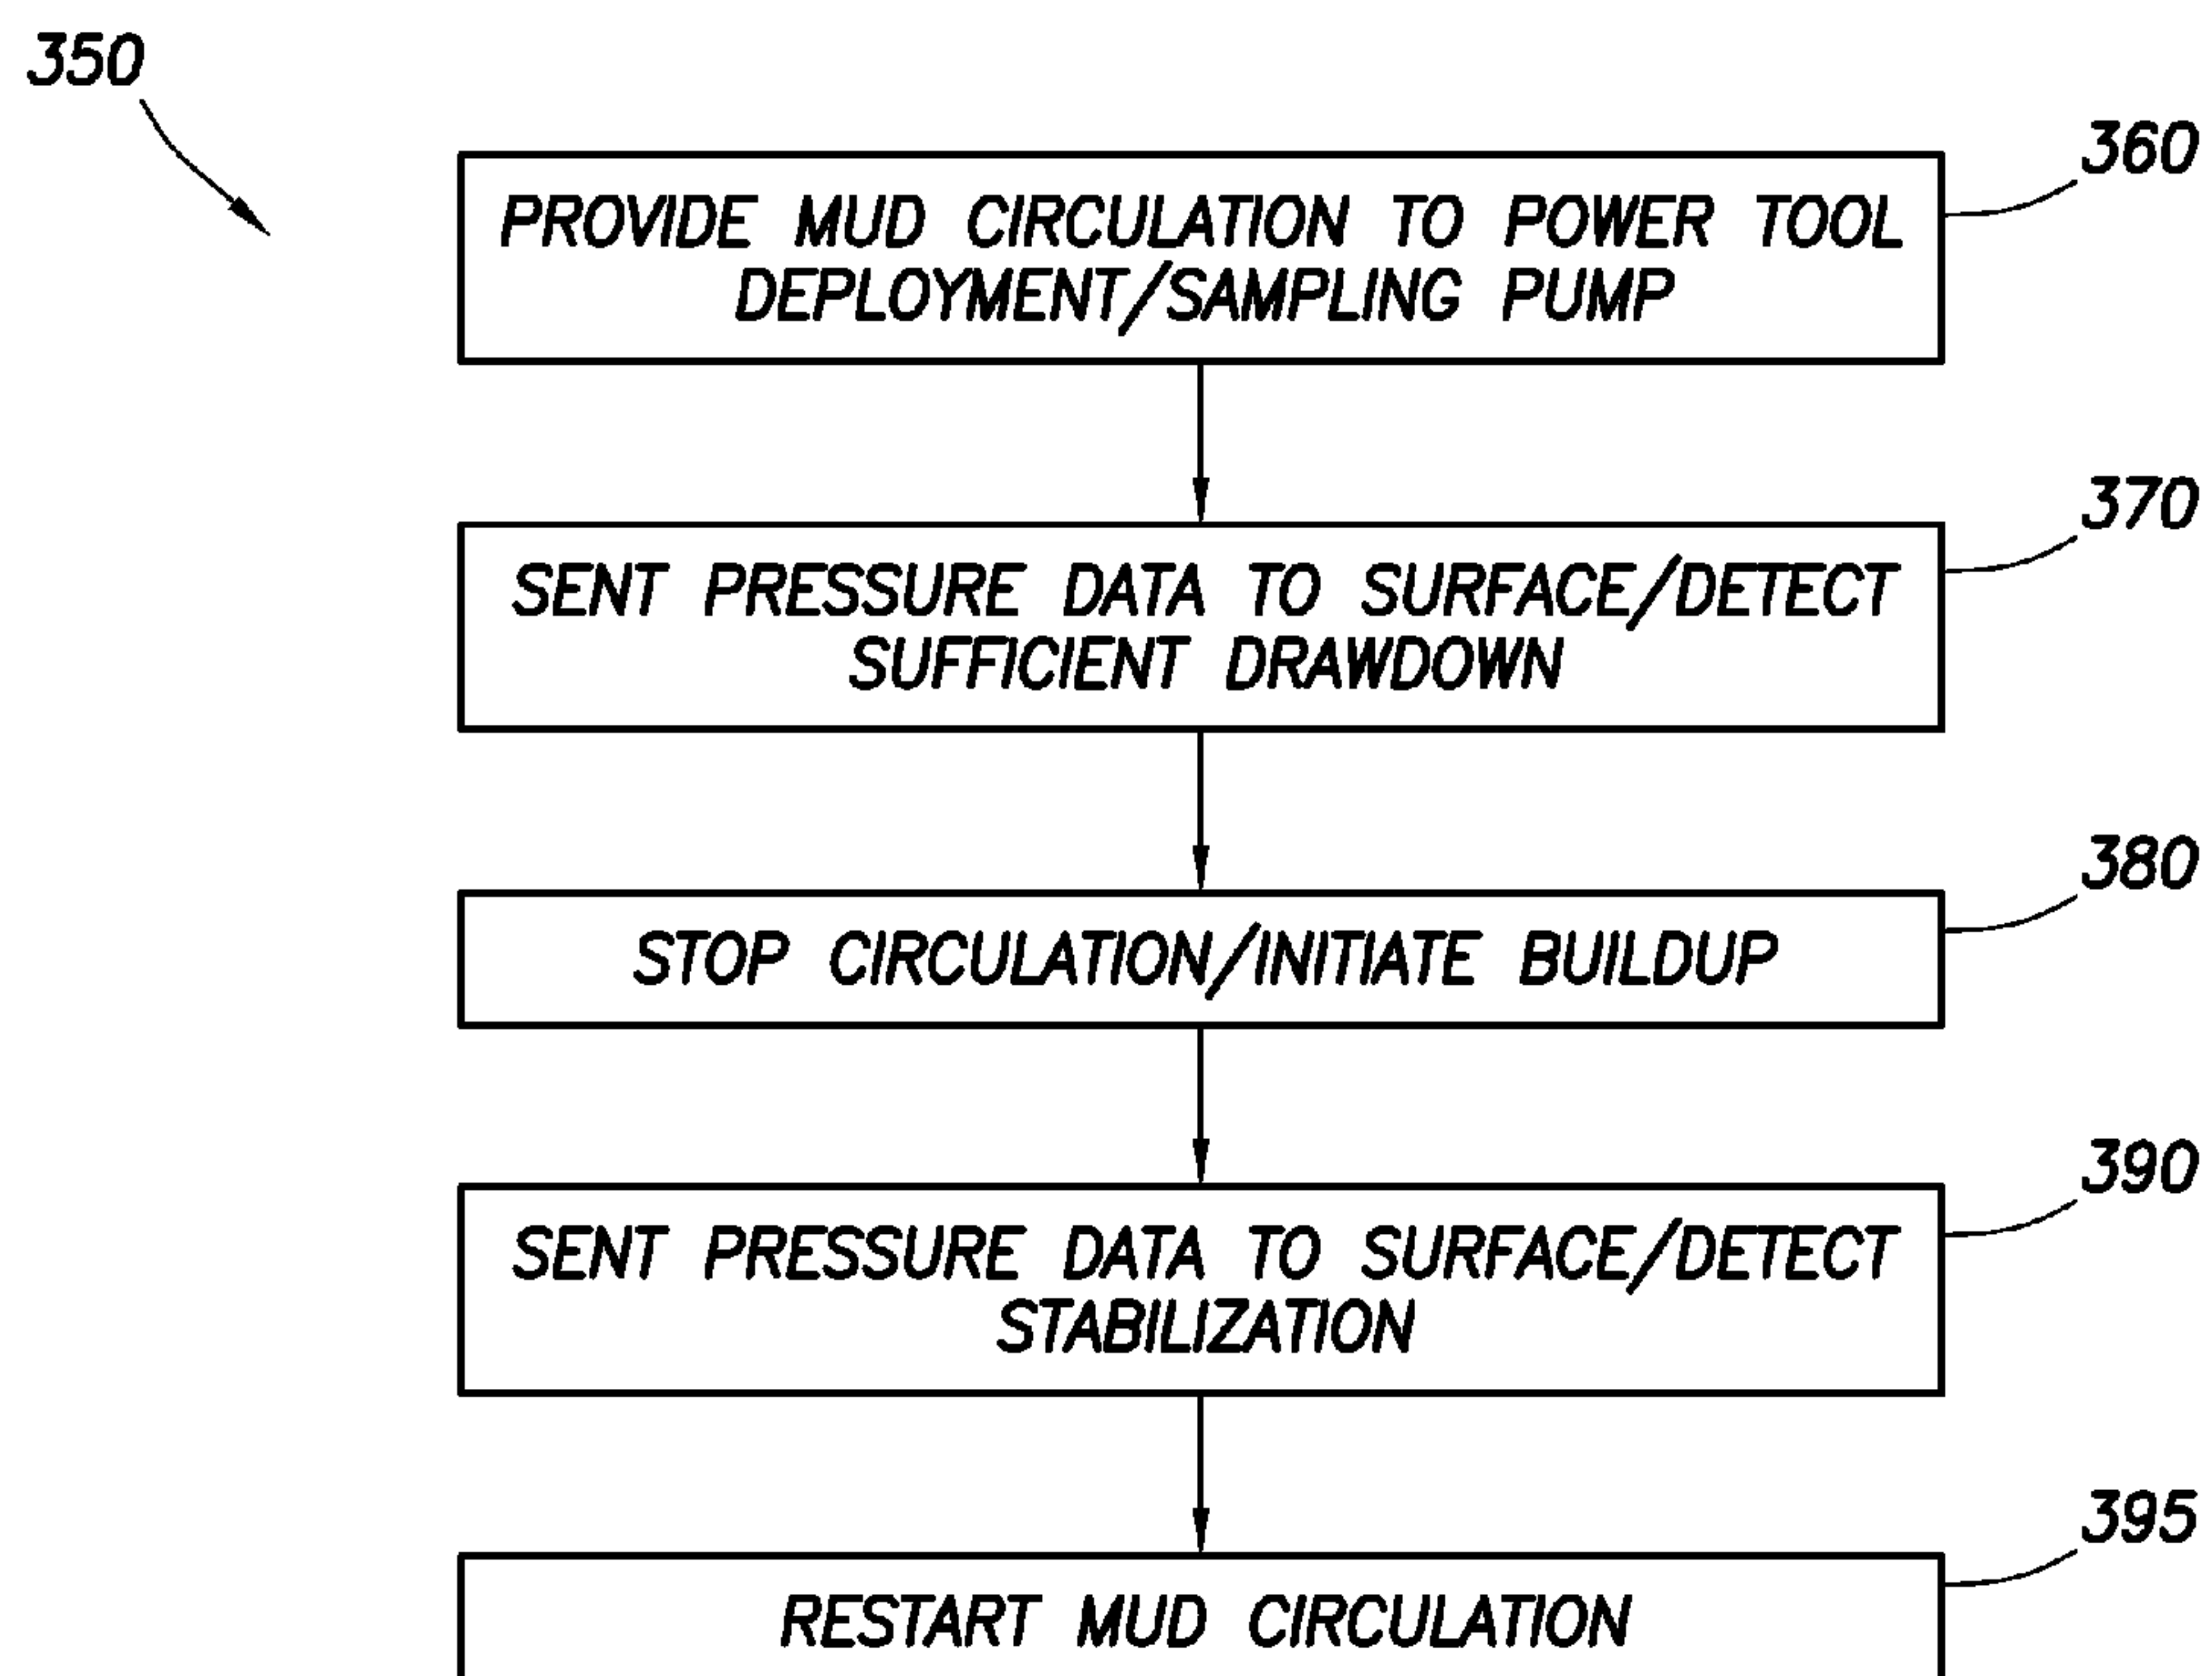 350
360
PROVIDE MUD CIRCULATION TO POWER TOOL
DEPLOYMENT/SAMPLING PUMP
370
SENT PRESSURE DATA TO SURFACE/DETECT
SUFFICIENT DRAWDOWN
380
STOP CIRCULATION/INITIATE BUILDUP
390
SENT PRESSURE DATA TO SURFACE/DETECT
STABILIZATION
395
RESTART MUD CIRCULATION